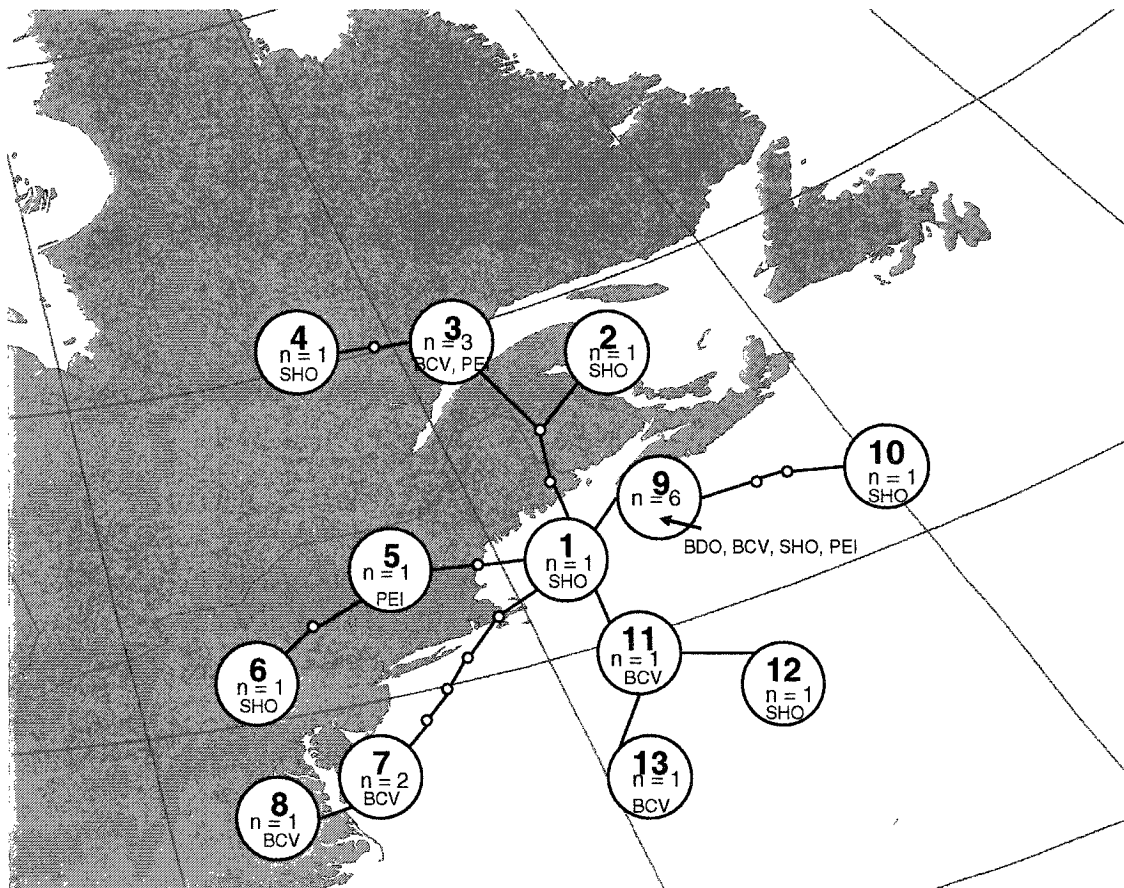 4
n = 1
SHO
3
n = 3
BCV, PEI
2
n = 1
SHO
10
n = 1
SHO
9
n = 6
BDO, BCV, SHO, PEI
1
n = 1
SHO
5
n = 1
PEI
11
n = 1
BCV
6
n = 1
SHO
12
n = 1
SHO
7
n = 2
BCV
13
n = 1
BCV
8
n = 1
BCV